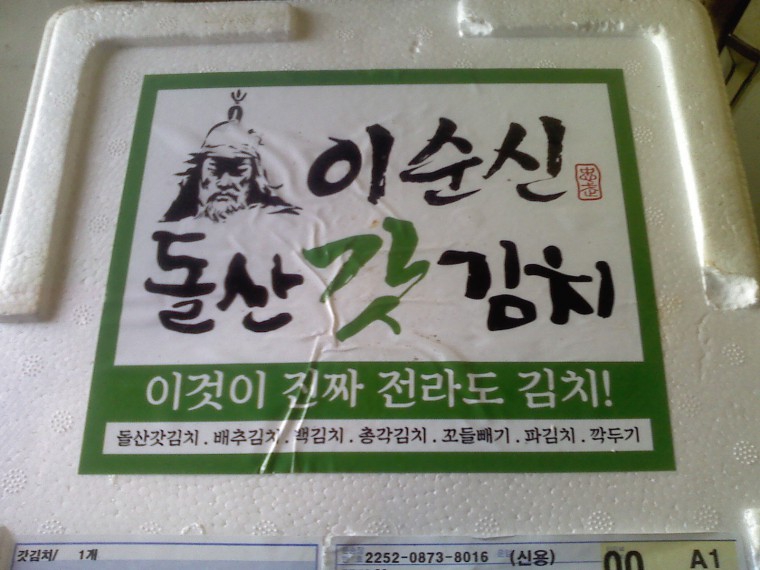 이순신
돌산갓김치
이것이 진짜 전라도 김치!
돌산갓김치 . 배추김치 . 백김치 . 총각김치 . 꼬들빼기 . 파김치 . 깍두기
갓김치/ 1개
2252-0873-8016 (신용)
00 A1